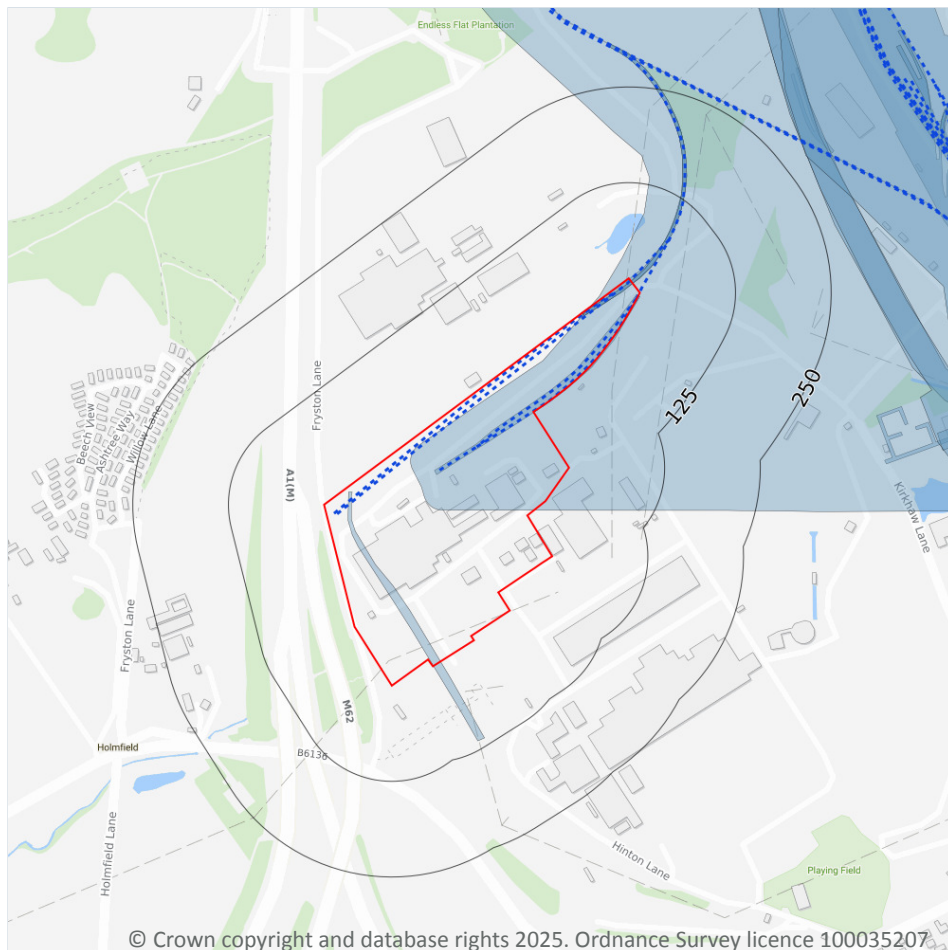 Endless Flat Plantation
Fryston Lane
Beech View
Ashtree Way
Willow Lane
A1(M)
125
250
Kirkhaw Lane
Fryston Lane
M62
Holmfield
B6136
Holmfield Lane
Hinton Lane
Playing Field
© Crown copyright and database rights 2025. Ordnance Survey licence 100035207